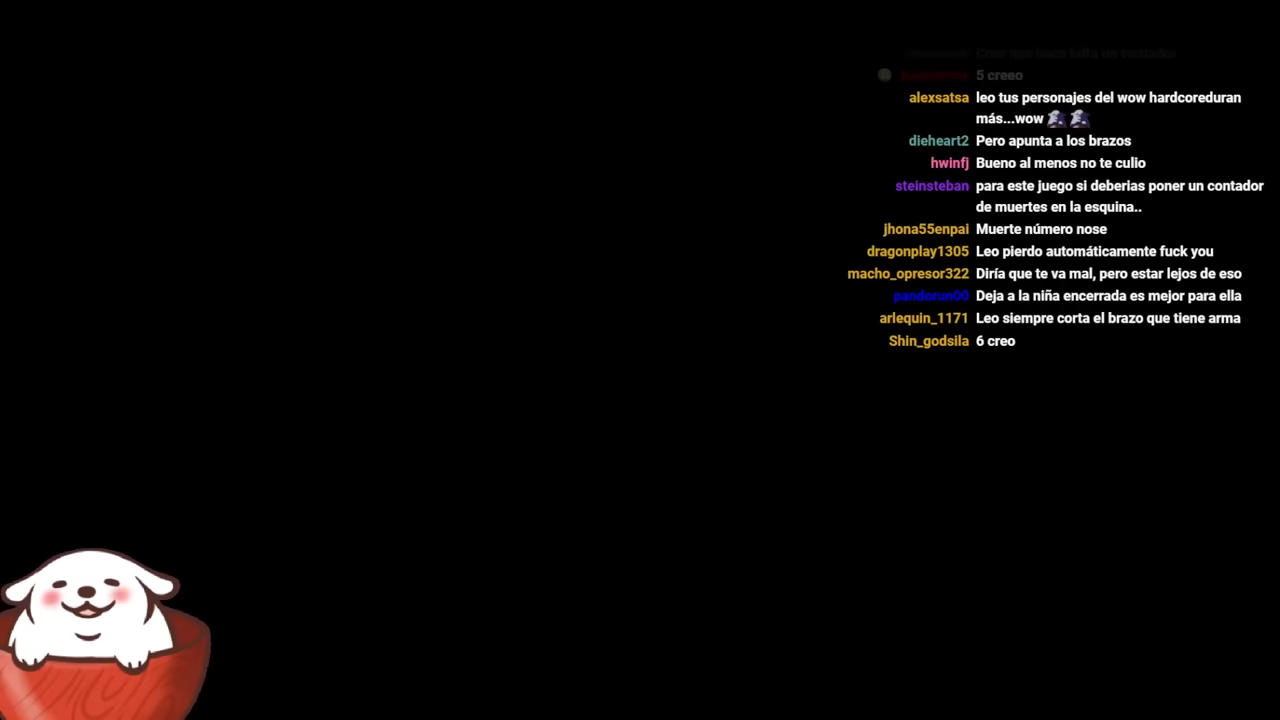 5 creeo
alexsatsa leo tus personajes del wow hardcoreduran
más...wow
dieheart2 Pero apunta a los brazos
hwinfj Bueno al menos no te culio
steinsteban para este juego si deberias poner un contador
de muertes en la esquina..
jhona55enpai Muerte número nose
dragonplay1305 Leo pierdo automáticamente fuck you
macho_opresor322 Diría que te va mal, pero estar lejos de eso
pandorun00 Deja a la niña encerrada es mejor para ella
arlequin_1171 Leo siempre corta el brazo que tiene arma
Shin_godsila 6 creo